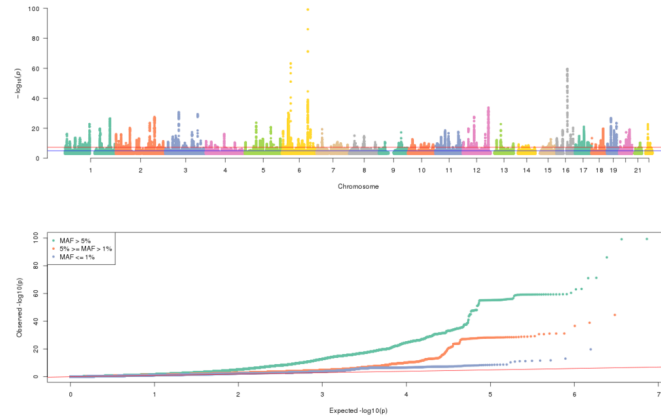 100
80
60
40
20
0
−log₁₀(p)
1 2 3 4 5 6 7 8 9 10 11 12 13 14 15 16 17 18 19 21
Chromosome
MAF > 5%
5% >= MAF > 1%
MAF <= 1%
100
80
60
40
20
0
Observed -log10(p)
0 1 2 3 4 5 6 7
Expected -log10(p)